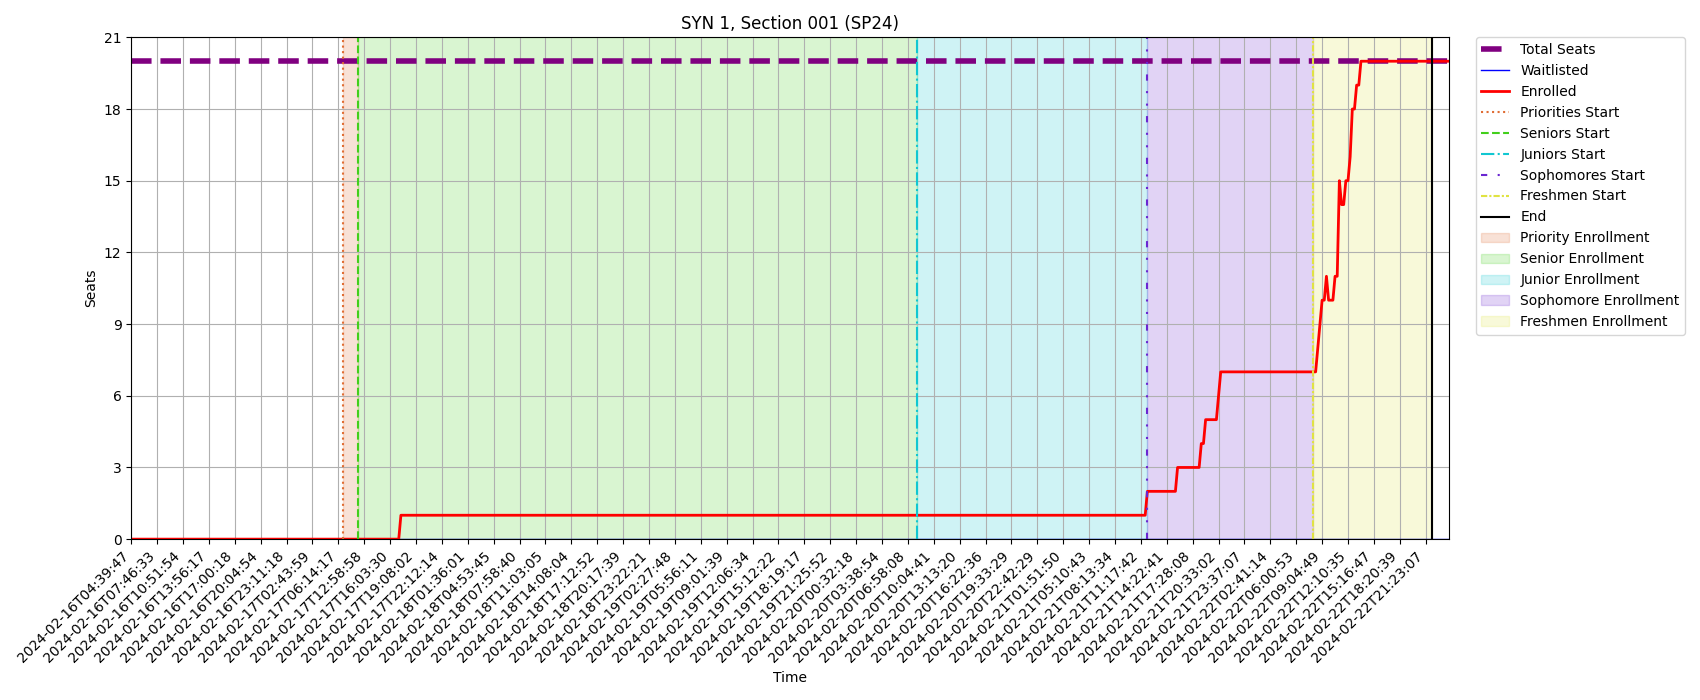 SYN 1, Section 001 (SP24)
21
18
15
12
9
6
3
0
Seats
2024-02-16T04:39:47
2024-02-16T07:46:33
2024-02-16T10:51:54
2024-02-16T13:56:17
2024-02-16T17:00:18
2024-02-16T20:04:54
2024-02-16T23:11:18
2024-02-17T02:43:59
2024-02-17T06:14:17
2024-02-17T12:58:58
2024-02-17T16:03:30
2024-02-17T19:08:02
2024-02-17T22:12:14
2024-02-18T01:36:01
2024-02-18T04:53:45
2024-02-18T07:58:40
2024-02-18T11:03:05
2024-02-18T14:08:04
2024-02-18T17:12:52
2024-02-18T20:17:39
2024-02-18T23:22:21
2024-02-19T02:27:48
2024-02-19T05:56:11
2024-02-19T09:01:39
2024-02-19T12:06:34
2024-02-19T15:12:22
2024-02-19T18:19:17
2024-02-19T21:25:52
2024-02-20T00:32:18
2024-02-20T03:38:54
2024-02-20T06:58:08
2024-02-20T10:04:41
2024-02-20T13:13:20
2024-02-20T16:22:36
2024-02-20T19:33:29
2024-02-20T22:42:29
2024-02-21T01:51:50
2024-02-21T05:10:43
2024-02-21T08:13:34
2024-02-21T11:17:42
2024-02-21T14:22:41
2024-02-21T17:28:08
2024-02-21T20:33:02
2024-02-21T23:37:07
2024-02-22T02:41:14
2024-02-22T06:00:53
2024-02-22T09:04:49
2024-02-22T12:10:35
2024-02-22T15:16:47
2024-02-22T18:20:39
2024-02-22T21:23:07
Time
Total Seats
Waitlisted
Enrolled
Priorities Start
Seniors Start
Juniors Start
Sophomores Start
Freshmen Start
End
Priority Enrollment
Senior Enrollment
Junior Enrollment
Sophomore Enrollment
Freshmen Enrollment